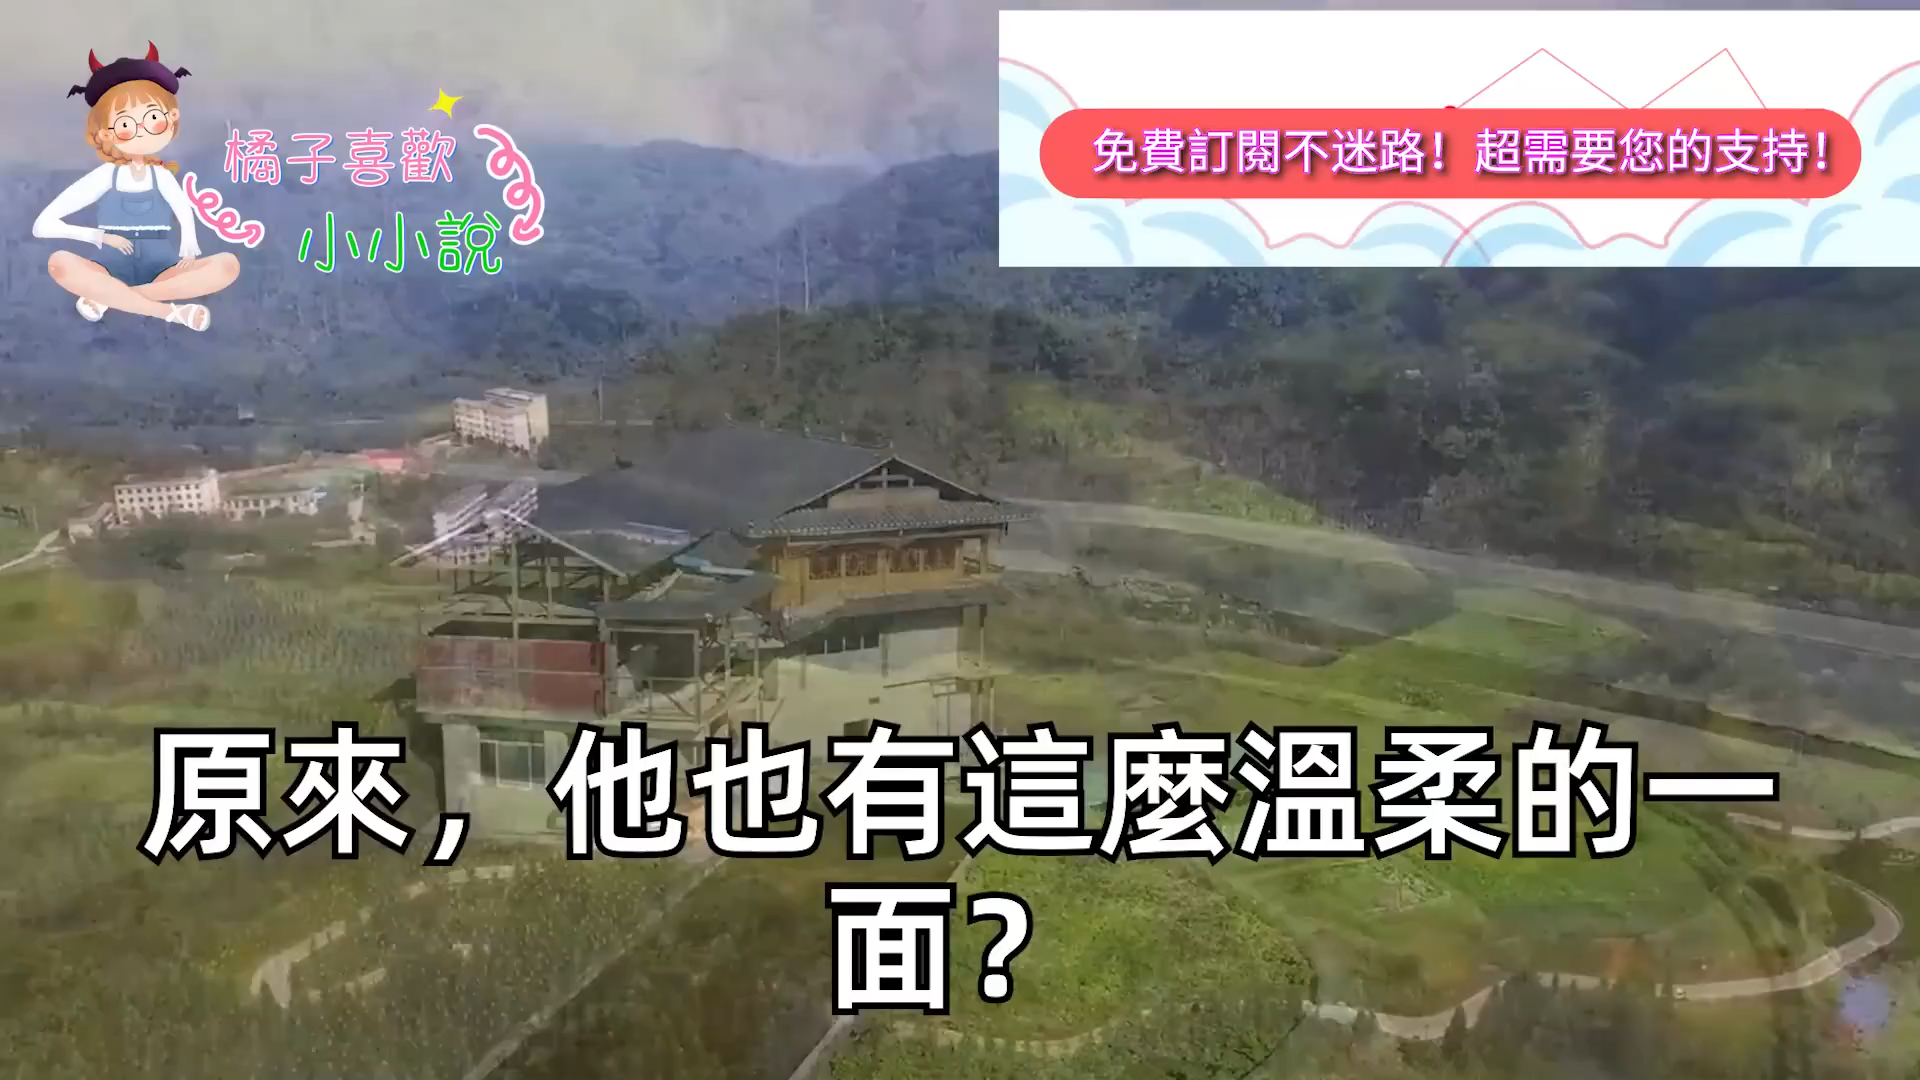 橘子喜歡
小小說
免費訂閱不迷路！超需要您的支持！
原來，他也有這麼溫柔的一
面？